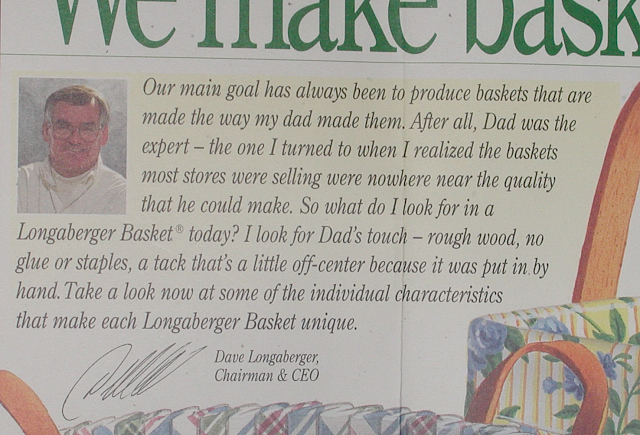 We make bask
Our main goal has always been to produce baskets that are
made the way my dad made them. After all, Dad was the
expert – the one I turned to when I realized the baskets
most stores were selling were nowhere near the quality
that he could make. So what do I look for in a
Longaberger Basket® today? I look for Dad's touch – rough wood, no
glue or staples, a tack that's a little off-center because it was put in by
hand. Take a look now at some of the individual characteristics
that make each Longaberger Basket unique.
Dave Longaberger,
Chairman & CEO